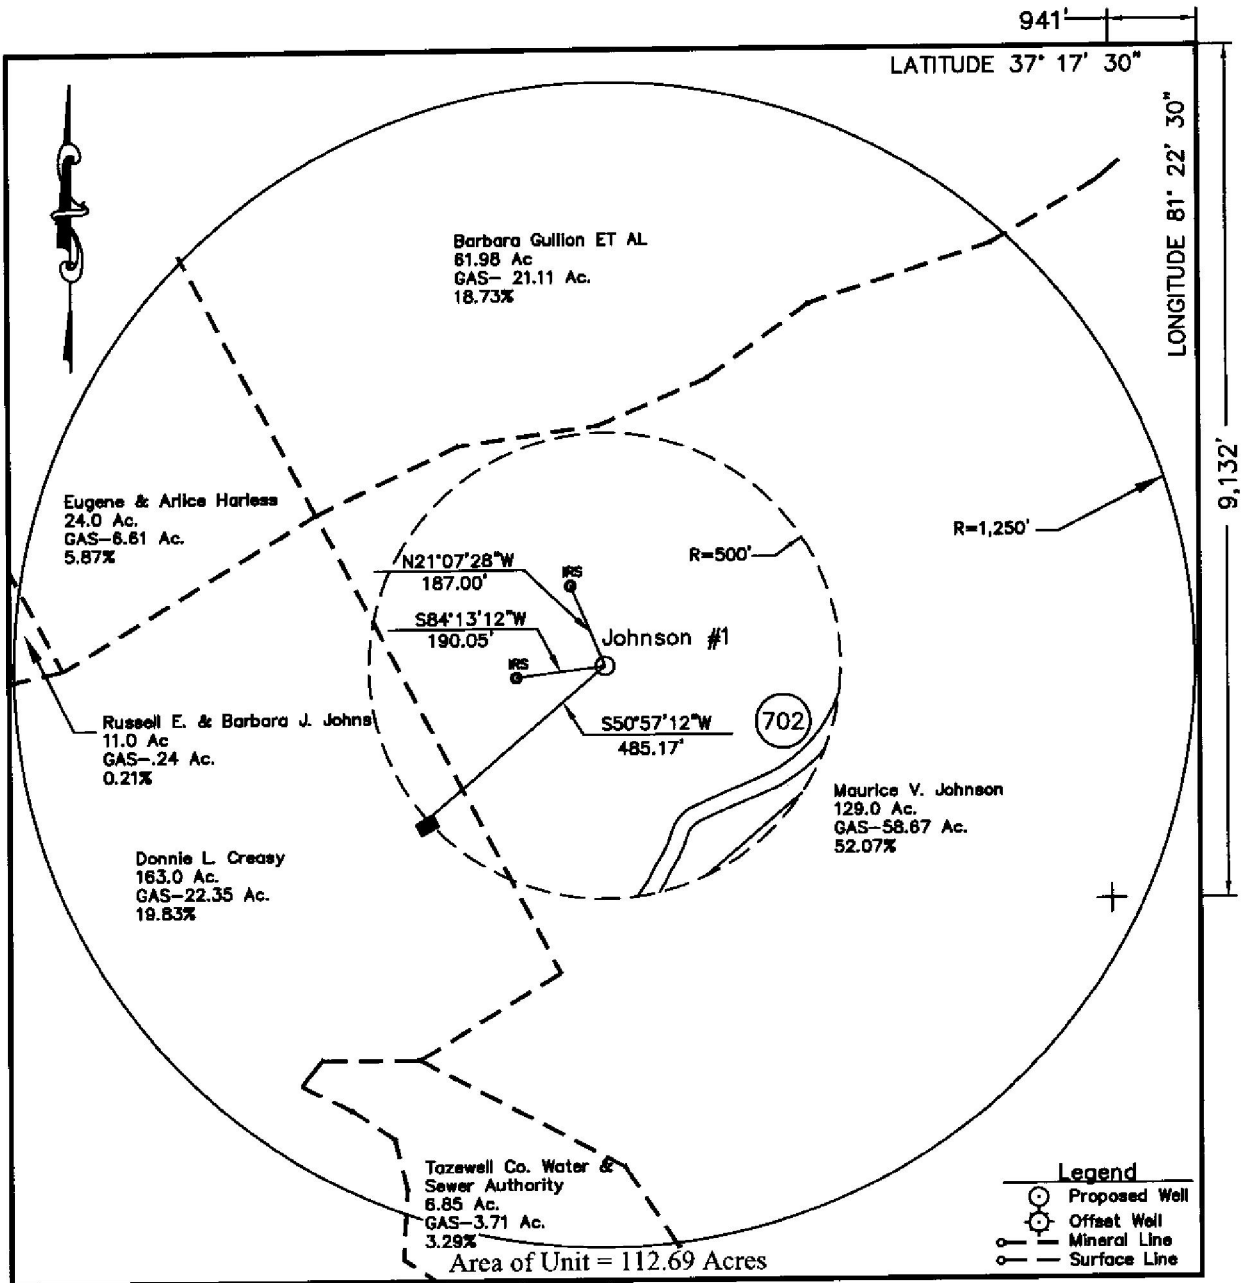 941'
LATITUDE 37° 17' 30"
LONGITUDE 81° 22' 30"
9,132'
Barbara Gullion ET AL
61.98 Ac
GAS- 21.11 Ac.
18.73%
Eugene & Arlice Harless
24.0 Ac.
GAS-6.61 Ac.
5.87%
R=1,250'
R=500'
N21°07'28"W
187.00'
IRS
S84°13'12"W
190.05'
IRS
Johnson #1
S50°57'12"W
485.17'
702
Russell E. & Barbara J. Johns
11.0 Ac
GAS-.24 Ac.
0.21%
Maurice V. Johnson
129.0 Ac.
GAS-58.67 Ac.
52.07%
Donnie L. Creasy
163.0 Ac.
GAS-22.35 Ac.
19.83%
Tazewell Co. Water &
Sewer Authority
6.85 Ac.
GAS-3.71 Ac.
3.29%
Area of Unit = 112.69 Acres
Legend
Proposed Well
Offset Well
Mineral Line
Surface Line